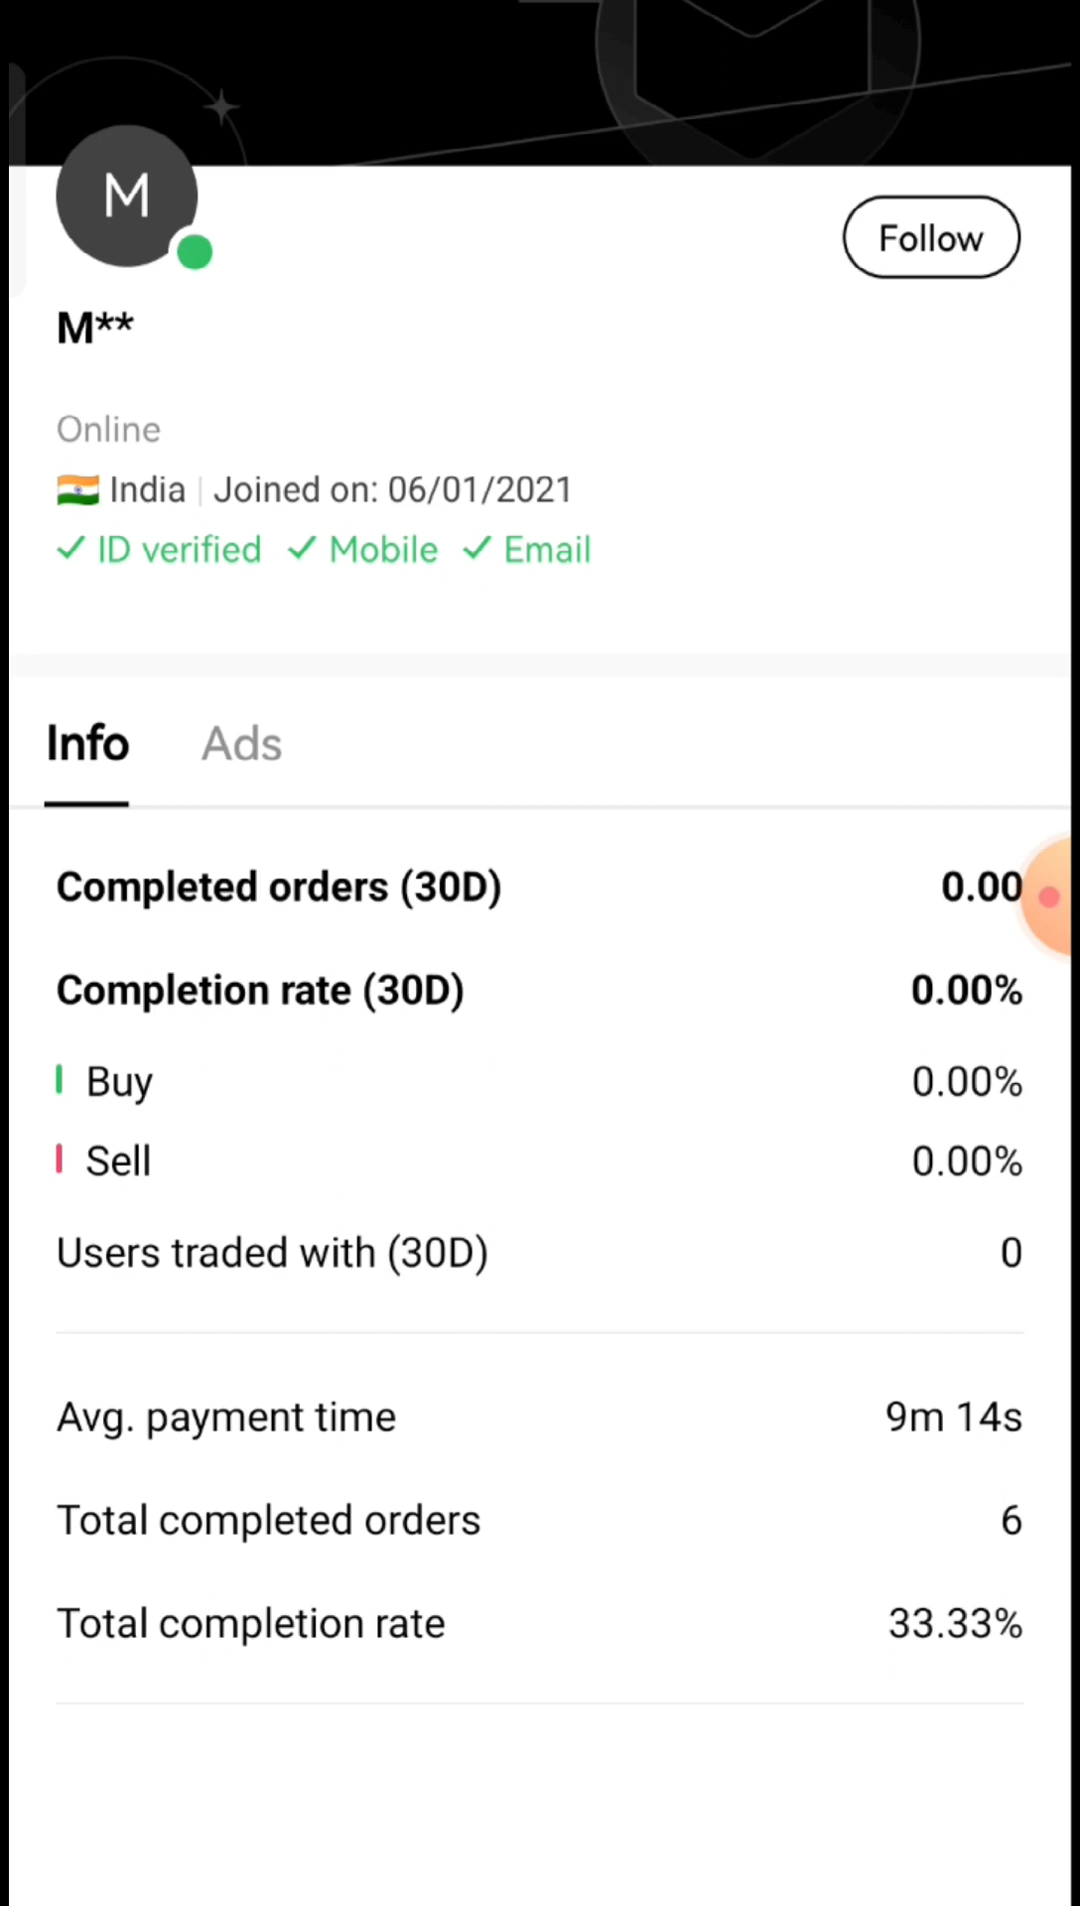 M
Follow
M**
Online
India | Joined on: 06/01/2021
ID verified Mobile Email
Info Ads
Completed orders (30D) 0.00
Completion rate (30D) 0.00%
Buy 0.00%
Sell 0.00%
Users traded with (30D) 0
Avg. payment time 9m 14s
Total completed orders 6
Total completion rate 33.33%